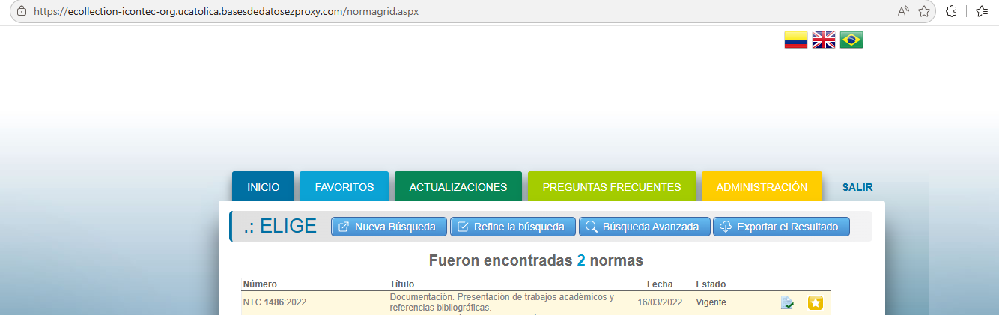 https://ecollection-icontec-org.ucatolica.basesdedatosezproxy.com/normagrid.aspx
INICIO FAVORITOS ACTUALIZACIONES PREGUNTAS FRECUENTES ADMINISTRACIÓN SALIR
.: ELIGE Nueva Búsqueda Refine la búsqueda Búsqueda Avanzada Exportar el Resultado
Fueron encontradas 2 normas
Número Título Fecha Estado
NTC 1486:2022 Documentación. Presentación de trabajos académicos y referencias bibliográficas. 16/03/2022 Vigente